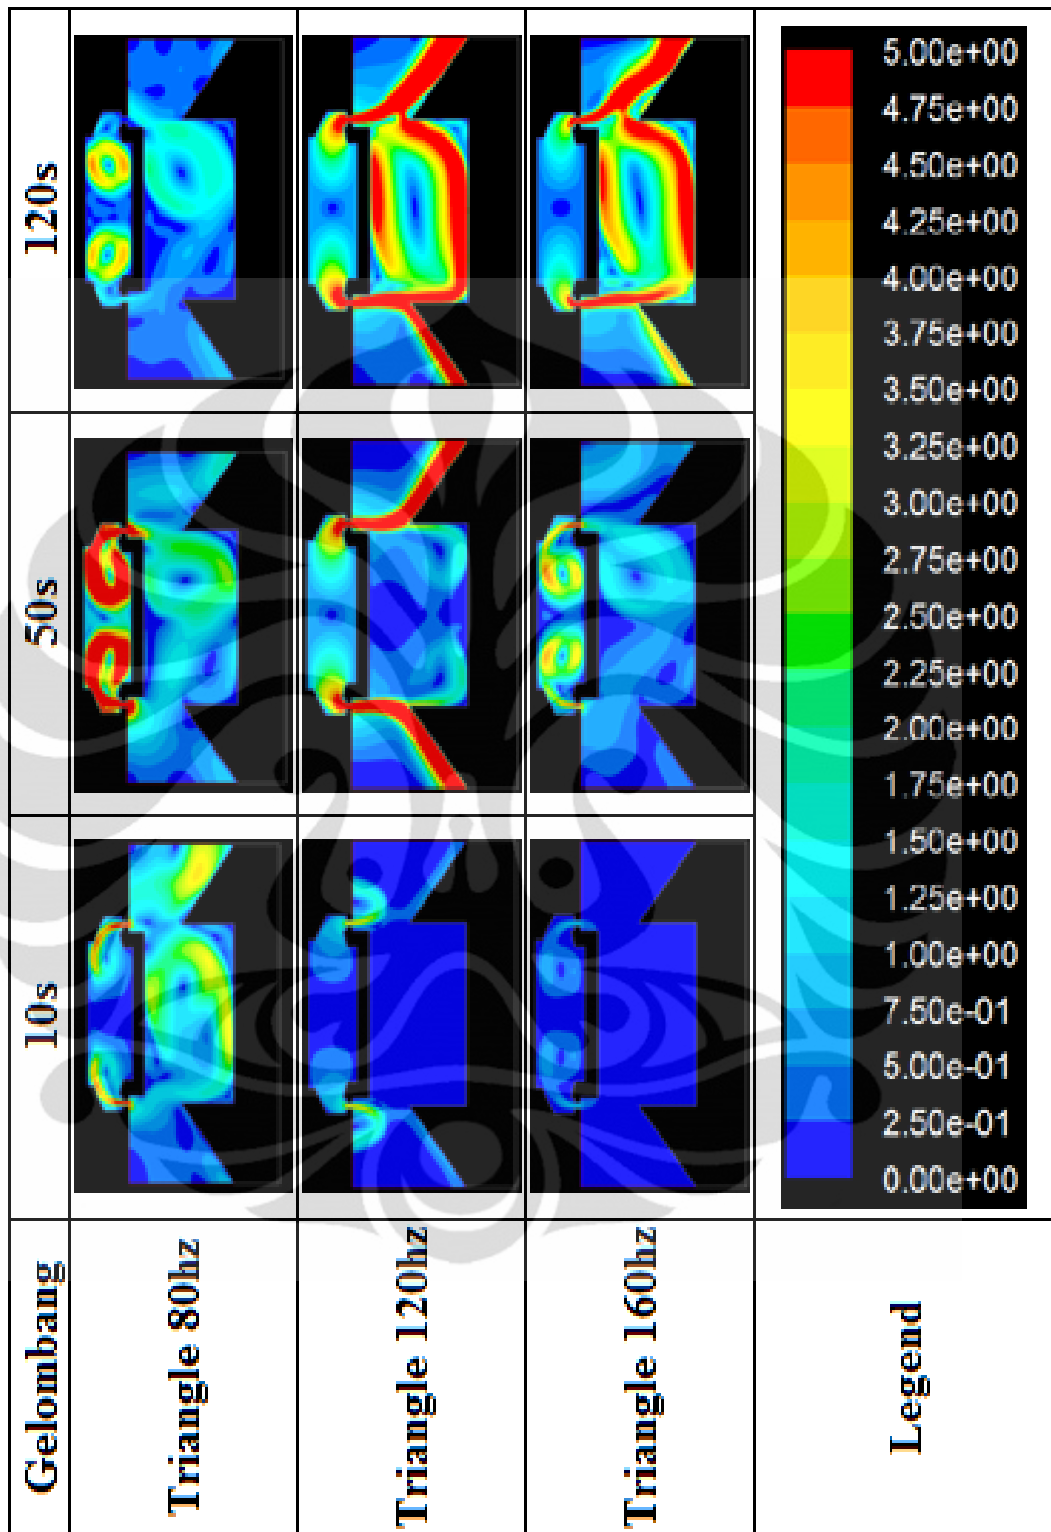 Gelombang 10s 50s 120s
Triangle 80hz
Triangle 120hz
Triangle 160hz
Legend
5.00e+00
4.75e+00
4.50e+00
4.25e+00
4.00e+00
3.75e+00
3.50e+00
3.25e+00
3.00e+00
2.75e+00
2.50e+00
2.25e+00
2.00e+00
1.75e+00
1.50e+00
1.25e+00
1.00e+00
7.50e-01
5.00e-01
2.50e-01
0.00e+00